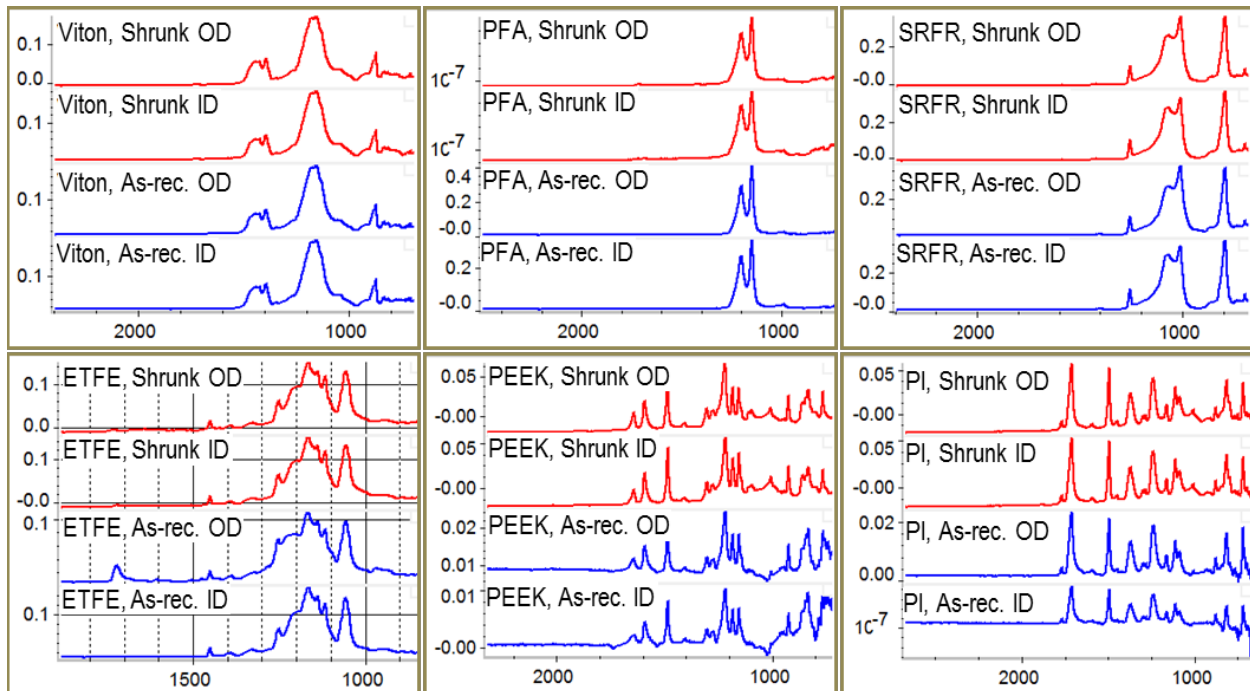 Viton, Shrunk OD
0.1
0.0
Viton, Shrunk ID
0.1
Viton, As-rec. OD
0.1
Viton, As-rec. ID
0.1
2000 1000
PFA, Shrunk OD
1c-7
PFA, Shrunk ID
1c-7
PFA, As-rec. OD
0.4
0.2
-0.0
PFA, As-rec. ID
0.2
-0.0
2000 1000
SRFR, Shrunk OD
0.2
-0.0
SRFR, Shrunk ID
0.2
-0.0
SRFR, As-rec. OD
0.2
-0.0
SRFR, As-rec. ID
0.2
-0.0
2000 1000
ETFE, Shrunk OD
0.1
0.0
ETFE, Shrunk ID
0.1
-0.0
ETFE, As-rec. OD
0.1
ETFE, As-rec. ID
0.1
1500 1000
PEEK, Shrunk OD
0.05
-0.00
PEEK, Shrunk ID
0.05
-0.00
PEEK, As-rec. OD
0.02
0.01
PEEK, As-rec. ID
0.01
-0.00
2000 1000
PI, Shrunk OD
0.05
-0.00
PI, Shrunk ID
0.05
0.00
PI, As-rec. OD
0.02
0.00
PI, As-rec. ID
1c-7
2000 1000